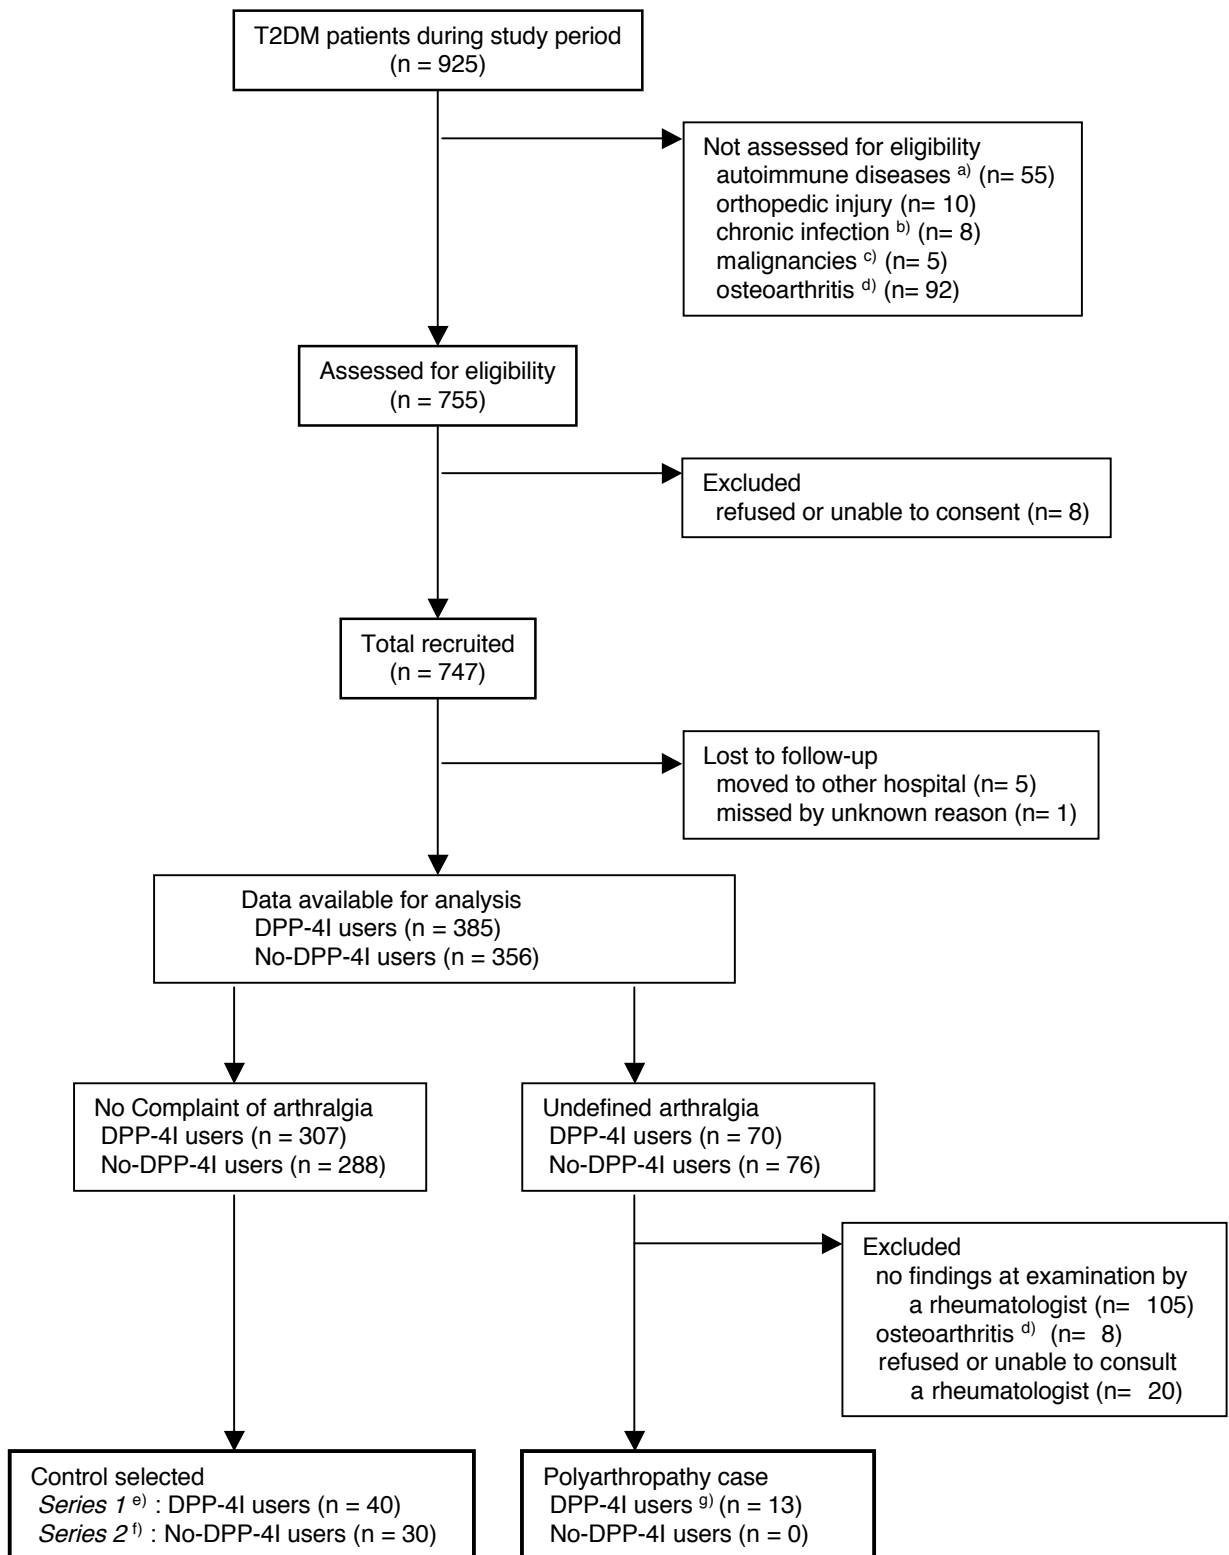 T2DM patients during study period
(n = 925)
Not assessed for eligibility
autoimmune diseases a) (n= 55)
orthopedic injury (n= 10)
chronic infection b) (n= 8)
malignancies c) (n= 5)
osteoarthritis d) (n= 92)
Assessed for eligibility
(n = 755)
Excluded
refused or unable to consent (n= 8)
Total recruited
(n = 747)
Lost to follow-up
moved to other hospital (n= 5)
missed by unknown reason (n= 1)
Data available for analysis
DPP-4I users (n = 385)
No-DPP-4I users (n = 356)
No Complaint of arthralgia
DPP-4I users (n = 307)
No-DPP-4I users (n = 288)
Undefined arthralgia
DPP-4I users (n = 70)
No-DPP-4I users (n = 76)
Excluded
no findings at examination by
a rheumatologist (n= 105)
osteoarthritis d) (n= 8)
refused or unable to consult
a rheumatologist (n= 20)
Control selected
Series 1 e) : DPP-4I users (n = 40)
Series 2 f) : No-DPP-4I users (n = 30)
Polyarthropathy case
DPP-4I users g) (n = 13)
No-DPP-4I users (n = 0)